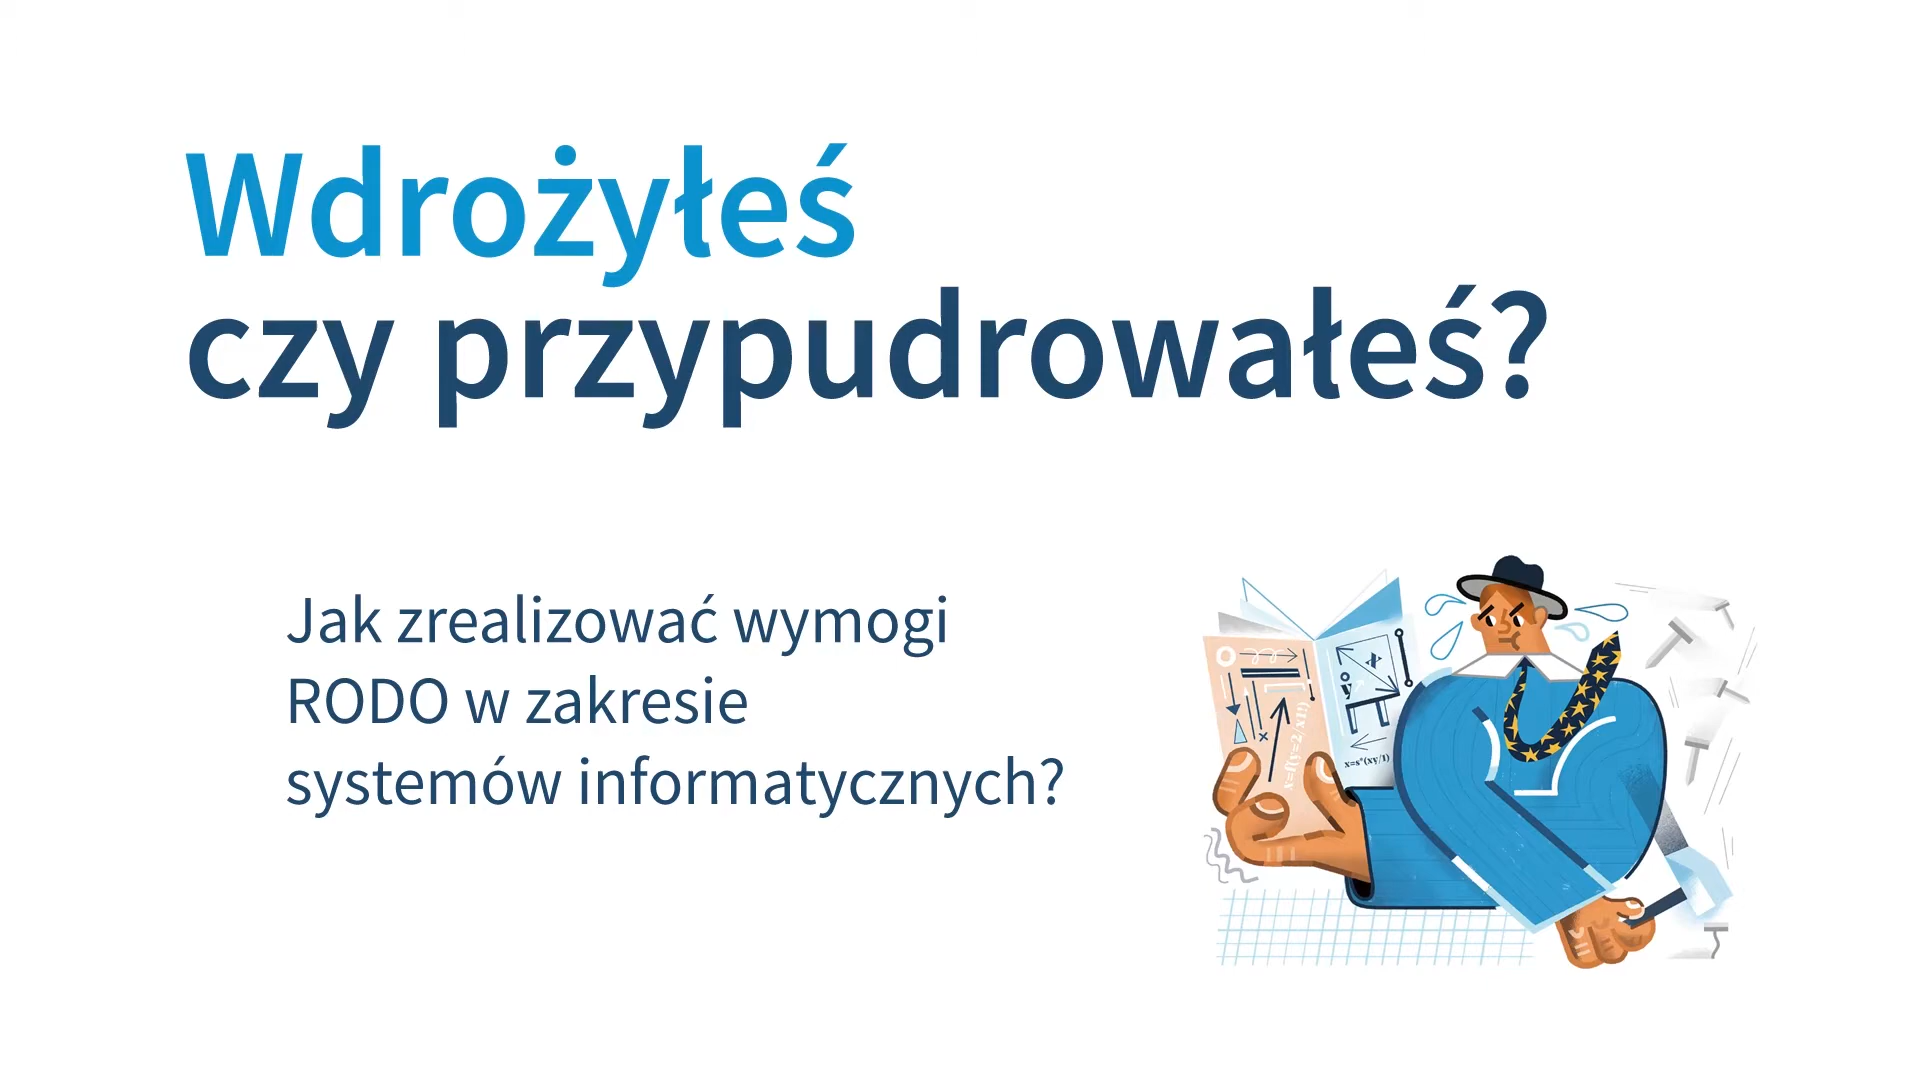 Wdrożyłeś
czy przypudrowałeś?
Jak zrealizować wymogi
RODO w zakresie
systemów informatycznych?